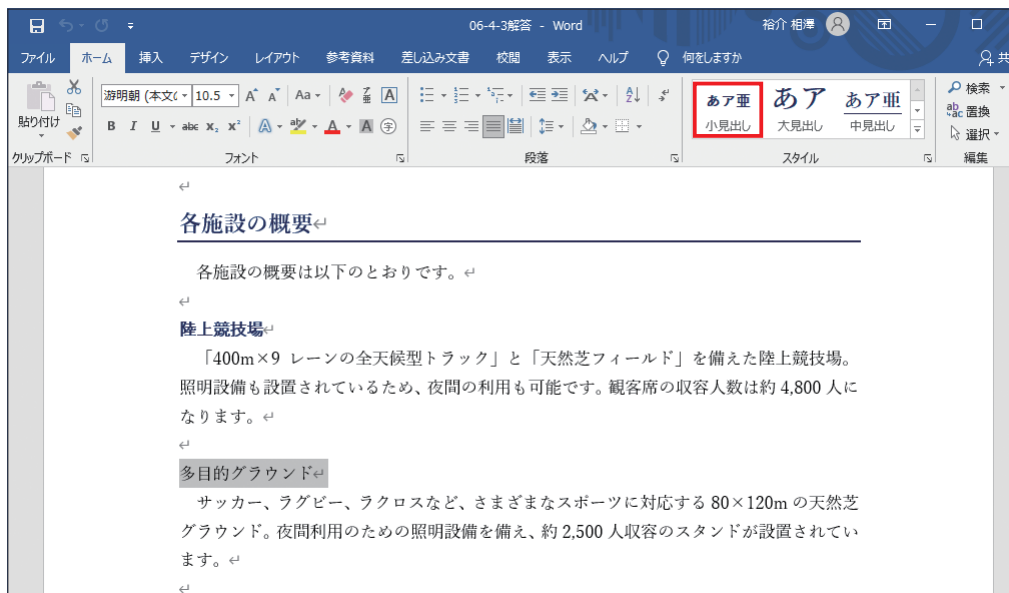 06-4-3解答 - Word
裕介 相澤
ファイル ホーム 挿入 デザイン レイアウト 参考資料 差し込み文書 校閲 表示 ヘルプ 何をしますか 共
貼り付け
游明朝 (本文( 10.5 A A Aa A
B I U abc x₂ x² A ab A A 字
あア亜 あア あア亜
小見出し 大見出し 中見出し
検索
置換
選択
クリップボード フォント 段落 スタイル 編集
各施設の概要
各施設の概要は以下のとおりです。
陸上競技場
「400m×9 レーンの全天候型トラック」と「天然芝フィールド」を備えた陸上競技場。
照明設備も設置されているため、夜間の利用も可能です。観客席の収容人数は約 4,800 人に
なります。
多目的グラウンド
サッカー、ラグビー、ラクロスなど、さまざまなスポーツに対応する 80×120m の天然芝
グラウンド。夜間利用のための照明設備を備え、約 2,500 人収容のスタンドが設置されてい
ます。